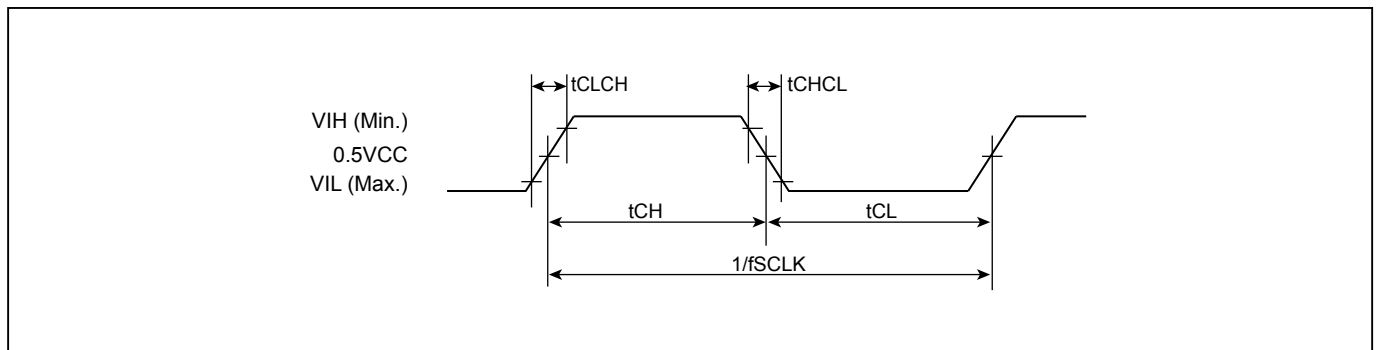 tCLCH
tCHCL
VIH (Min.)
0.5VCC
VIL (Max.)
tCH
tCL
1/fSCLK